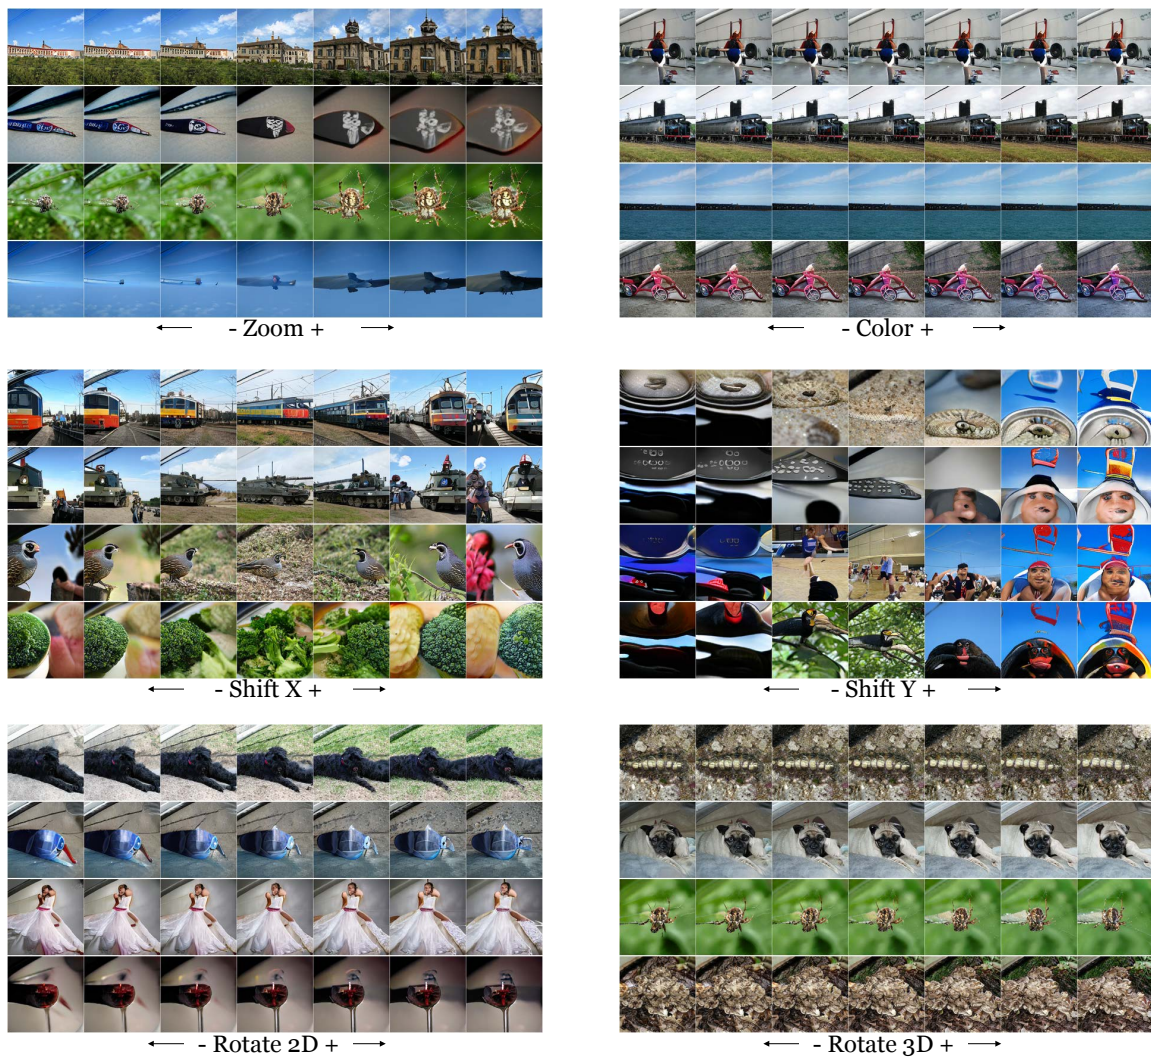 - Zoom +
- Color +
- Shift X +
- Shift Y +
- Rotate 2D +
- Rotate 3D +